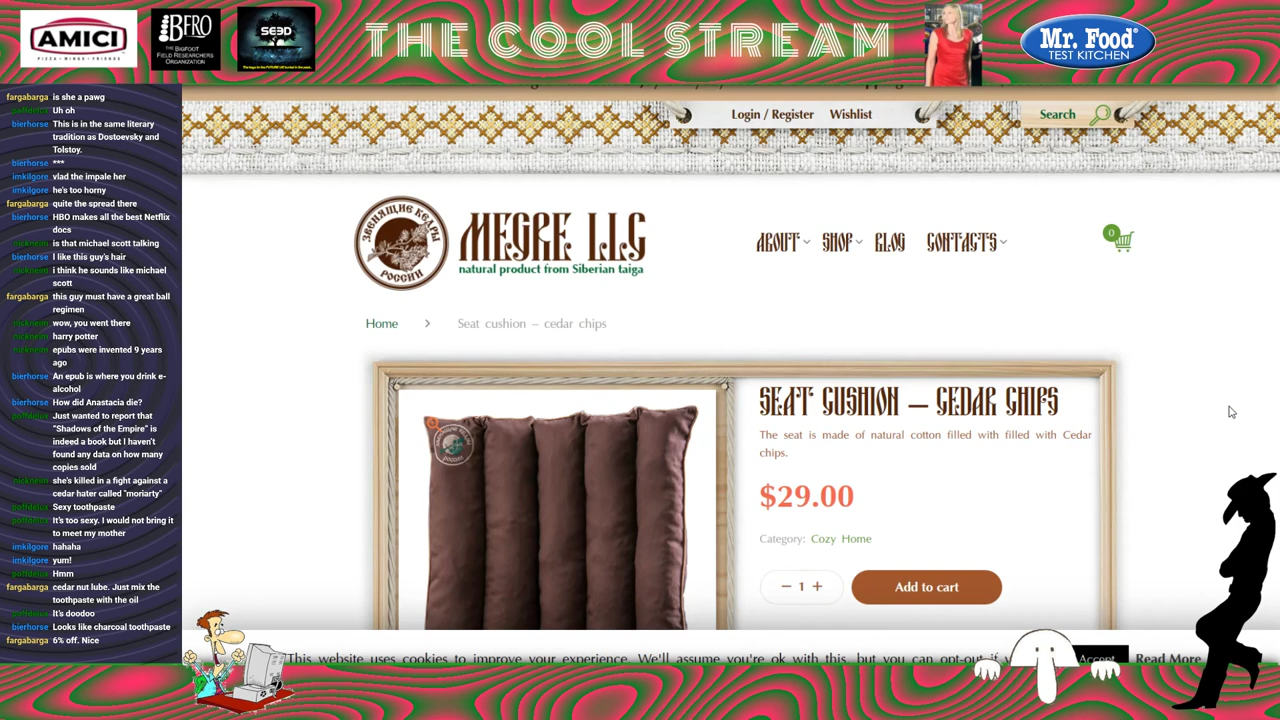 AMICI
PIZZA • WINGS • FRIENDS
BFRO
THE BIGFOOT
FIELD RESEARCHERS
ORGANIZATION
SEED
THE COOL STREAM
Mr. Food
TEST KITCHEN
fargabarga is she a pawg
poffdelux Uh oh
bierhorse This is in the same literary
tradition as Dostoevsky and
Tolstoy.
bierhorse ***
imkilgore vlad the impale her
imkilgore he's too horny
fargabarga quite the spread there
bierhorse HBO makes all the best Netflix
docs
is that michael scott talking
bierhorse I like this guy's hair
i think he sounds like michael
scott
fargabarga this guy must have a great ball
regimen
wow, you went there
harry potter
epubs were invented 9 years
ago
bierhorse An epub is where you drink e-
alcohol
bierhorse How did Anastacia die?
poffdelux Just wanted to report that
“Shadows of the Empire” is
indeed a book but I haven’t
found any data on how many
copies sold
she's killed in a fight against a
cedar hater called "moriarty"
poffdelux Sexy toothpaste
poffdelux It’s too sexy. I would not bring it
to meet my mother
imkilgore hahaha
imkilgore yum!
poffdelux Hmm
fargabarga cedar nut lube. Just mix the
toothpaste with the oil
poffdelux It’s doodoo
bierhorse Looks like charcoal toothpaste
fargabarga 6% off. Nice
Login / Register Wishlist
Search
ЗВЕНЯЩИЕ КЕДРЫ
РОССИИ
MEGRE LLC
natural product from Siberian taiga
ABOUT SHOP BLOG CONTACTS
0
Home > Seat cushion – cedar chips
SEAT CUSHION – CEDAR CHIPS
The seat is made of natural cotton filled with filled with Cedar
chips.
$29.00
Category: Cozy Home
− 1 +
Add to cart
This website uses cookies to improve your experience. We'll assume you're ok with this, but you can opt-out if
Accept
Read More